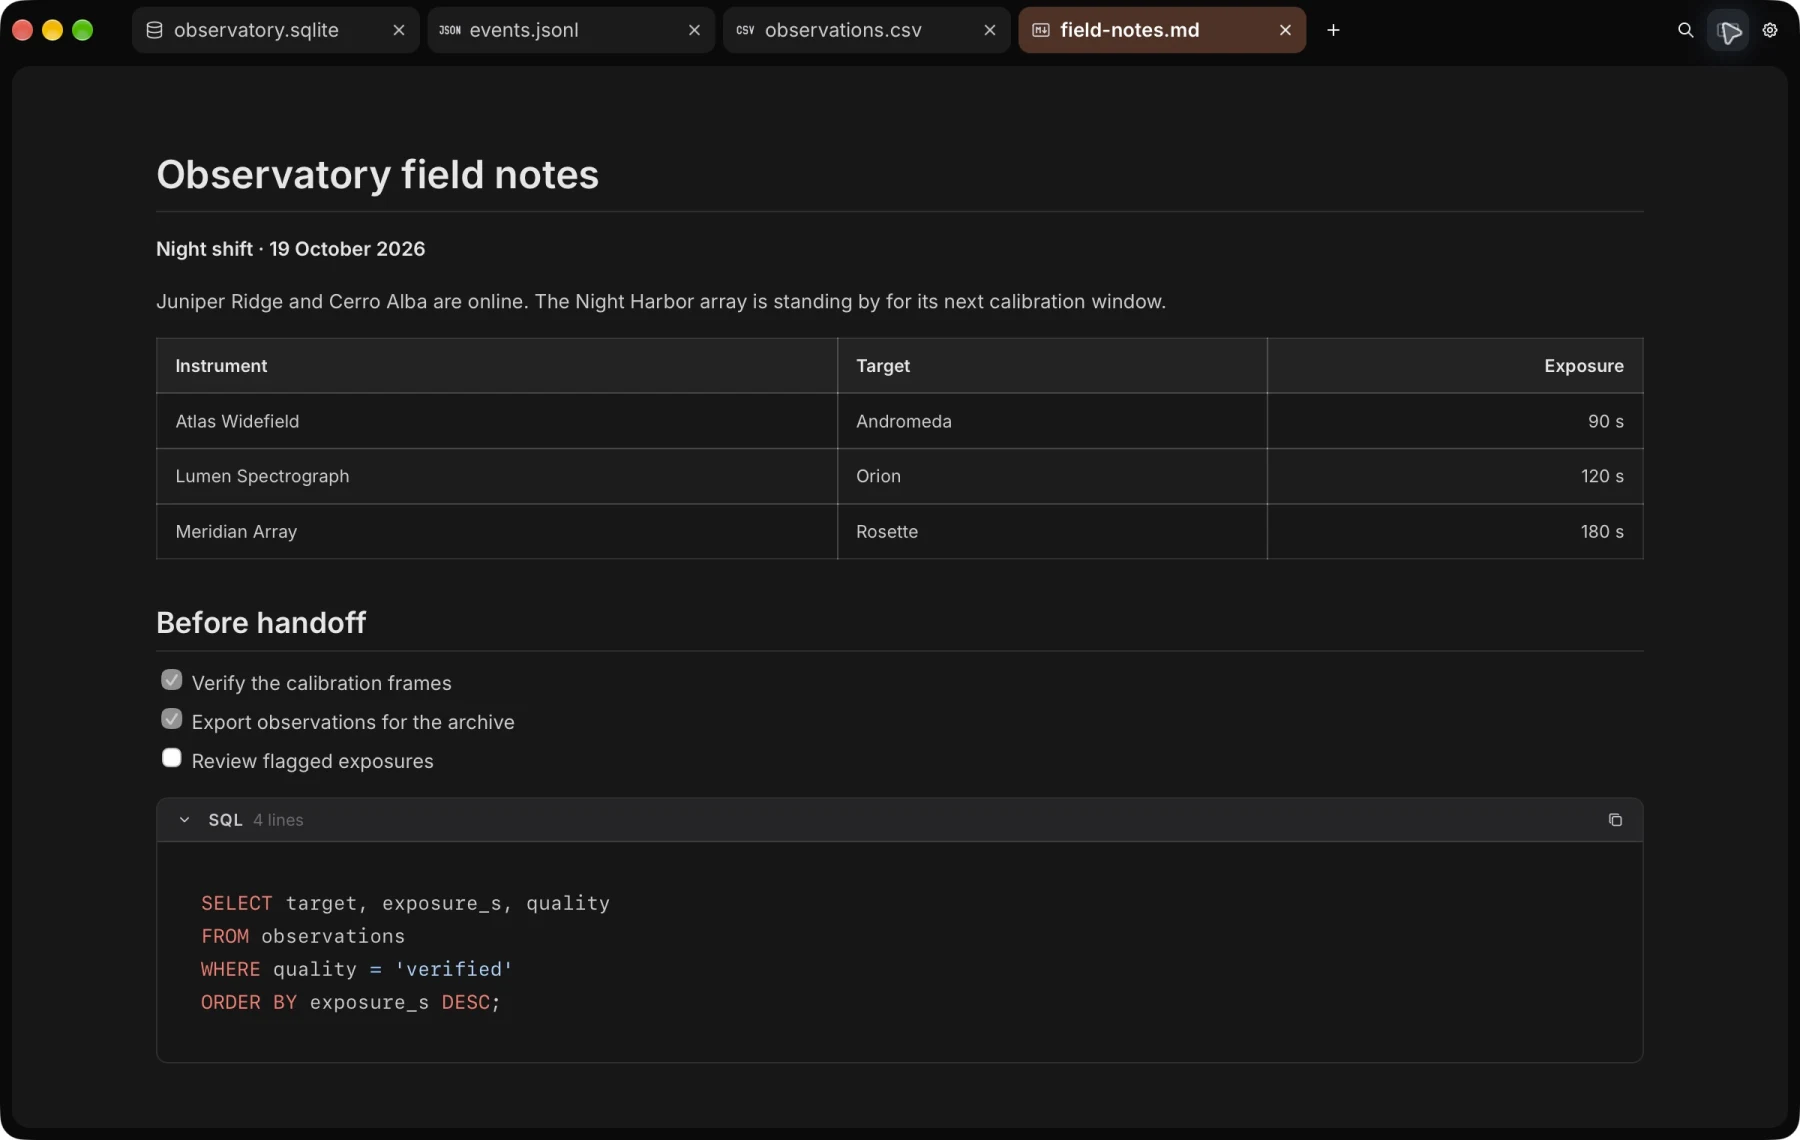 observatory.sqlite
JSON events.jsonl
CSV observations.csv
field-notes.md
Observatory field notes
Night shift · 19 October 2026
Juniper Ridge and Cerro Alba are online. The Night Harbor array is standing by for its next calibration window.
Instrument Target Exposure
Atlas Widefield Andromeda 90 s
Lumen Spectrograph Orion 120 s
Meridian Array Rosette 180 s
Before handoff
Verify the calibration frames
Export observations for the archive
Review flagged exposures
SQL 4 lines
SELECT target, exposure_s, quality
FROM observations
WHERE quality = 'verified'
ORDER BY exposure_s DESC;